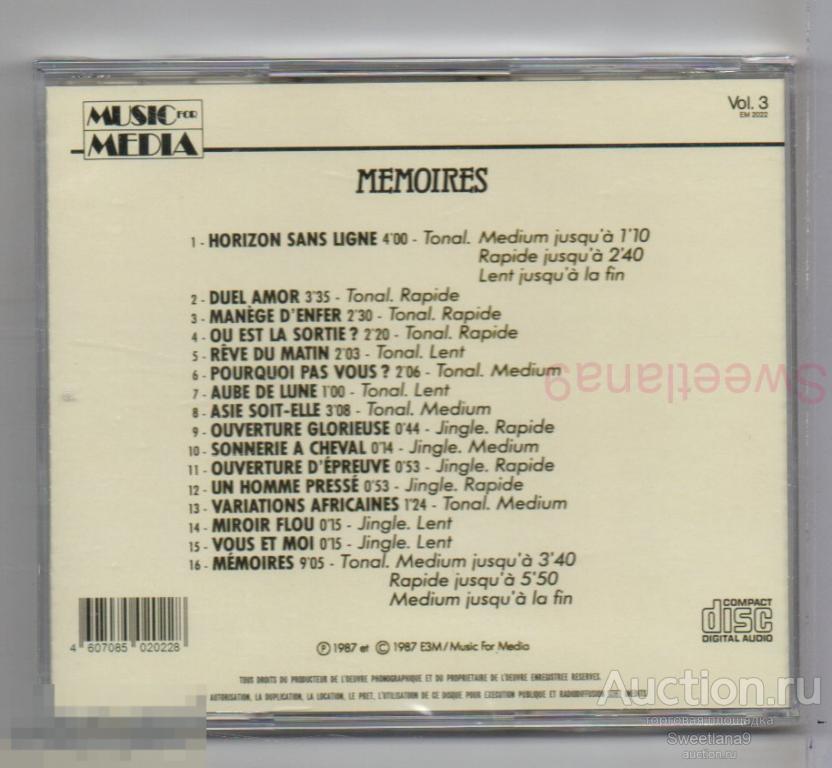 MUSIC FOR
MEDIA
Vol. 3
EM 2022
MEMOIRES
1 - HORIZON SANS LIGNE 4'00 - Tonal. Medium jusqu'à 1'10
Rapide jusqu'à 2'40
Lent jusqu'à la fin
2 - DUEL AMOR 3'35 - Tonal. Rapide
3 - MANÈGE D'ENFER 2'30 - Tonal. Rapide
4 - OU EST LA SORTIE ? 2'20 - Tonal. Rapide
5 - RÊVE DU MATIN 2'03 - Tonal. Lent
6 - POURQUOI PAS VOUS ? 2'06 - Tonal. Medium
7 - AUBE DE LUNE 1'00 - Tonal. Lent
8 - ASIE SOIT-ELLE 3'08 - Tonal. Medium
9 - OUVERTURE GLORIEUSE 0'44 - Jingle. Rapide
10 - SONNERIE A CHEVAL 0'14 - Jingle. Medium
11 - OUVERTURE D'ÉPREUVE 0'53 - Jingle. Rapide
12 - UN HOMME PRESSÉ 0'53 - Jingle. Rapide
13 - VARIATIONS AFRICAINES 1'24 - Tonal. Medium
14 - MIROIR FLOU 0'15 - Jingle. Lent
15 - VOUS ET MOI 0'15 - Jingle. Lent
16 - MÉMOIRES 9'05 - Tonal. Medium jusqu'à 3'40
Rapide jusqu'à 5'50
Medium jusqu'à la fin
Sweetlana9
4 607085 020228
℗ 1987 et © 1987 E3M / Music For Media
COMPACT
disc
DIGITAL AUDIO
TOUS DROITS DU PRODUCTEUR DE L'OEUVRE PHONOGRAPHIQUE ET DU PROPRIETAIRE DE L'OEUVRE ENREGISTREE RESERVES.
AUTORISATION, LA DUPLICATION, LA LOCATION, LE PRET, L'UTILISATION DE CE DISQUE POUR EXECUTION PUBLIQUE ET RADIODIFFUSION
Auction.ru
торговая площадка
Sweetlana9
auction.ru